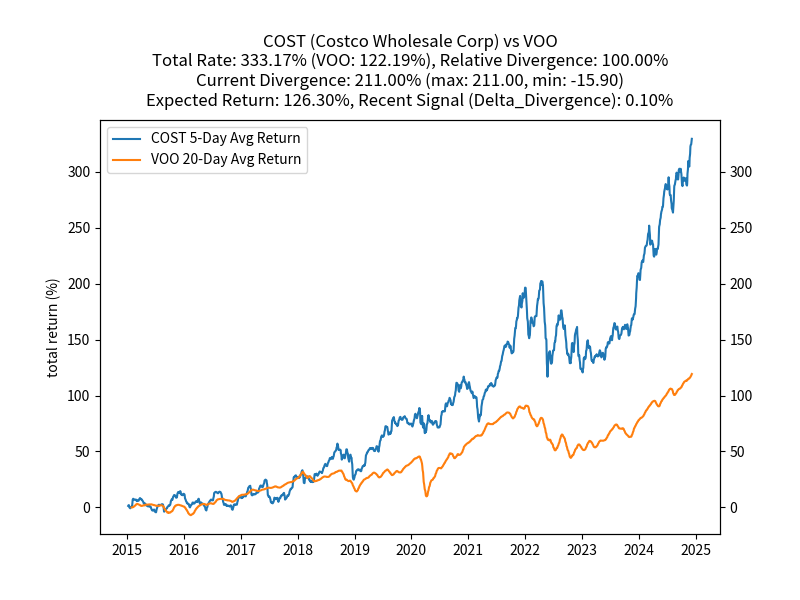 COST (Costco Wholesale Corp) vs VOO
Total Rate: 333.17% (VOO: 122.19%), Relative Divergence: 100.00%
Current Divergence: 211.00% (max: 211.00, min: -15.90)
Expected Return: 126.30%, Recent Signal (Delta_Divergence): 0.10%
COST 5-Day Avg Return
VOO 20-Day Avg Return
total return (%)
300 300
250 250
200 200
150 150
100 100
50 50
0 0
2015 2016 2017 2018 2019 2020 2021 2022 2023 2024 2025